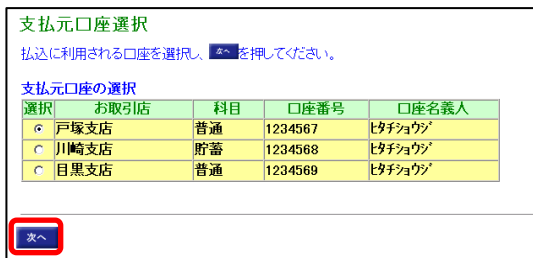 支払元口座選択
払込に利用される口座を選択し、次へを押してください。
支払元口座の選択
選択 お取引店 科目 口座番号 口座名義人
戸塚支店 普通 1234567 ﾋﾀﾁｼｮｳｼﾞ
川崎支店 貯蓄 1234568 ﾋﾀﾁｼｮｳｼﾞ
目黒支店 普通 1234569 ﾋﾀﾁｼｮｳｼﾞ
次へ